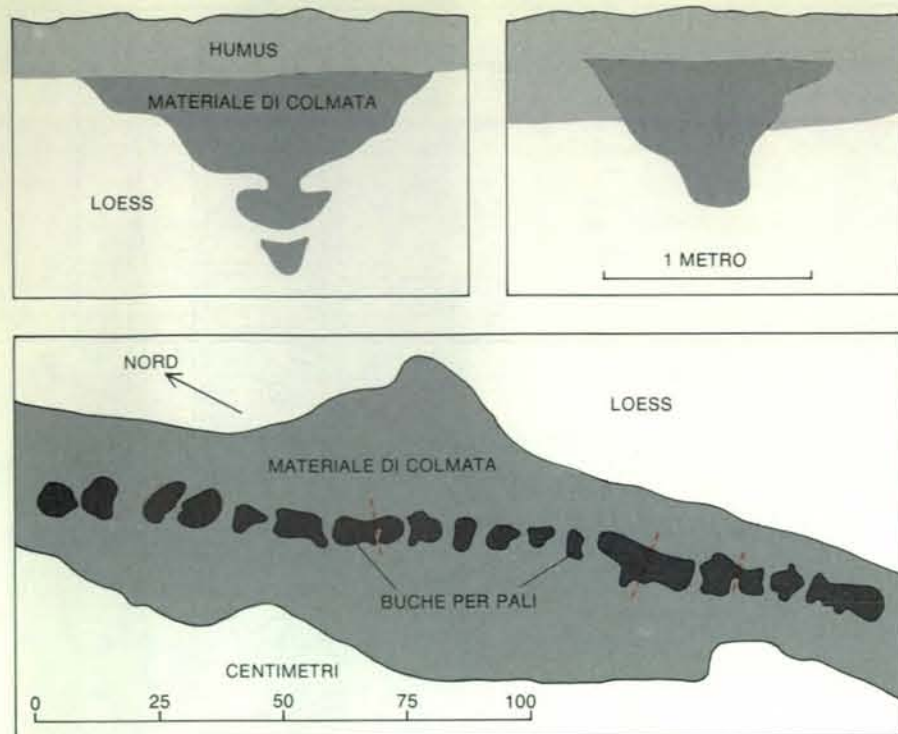 HUMUS
MATERIALE DI COLMATA
LOESS
1 METRO
NORD
LOESS
MATERIALE DI COLMATA
BUCHE PER PALI
CENTIMETRI
0 25 50 75 100